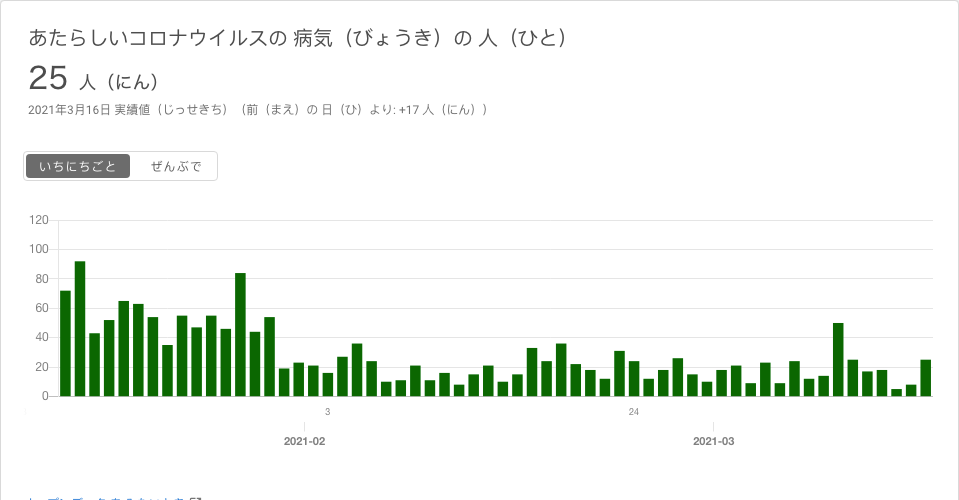 あたらしいコロナウイルスの 病気（びょうき）の 人（ひと）
25 人（にん）
2021年3月16日 実績値（じっせきち）（前（まえ）の 日（ひ）より: +17 人（にん））
いちにちごと ぜんぶで
120
100
80
60
40
20
0
3 24
2021-02 2021-03